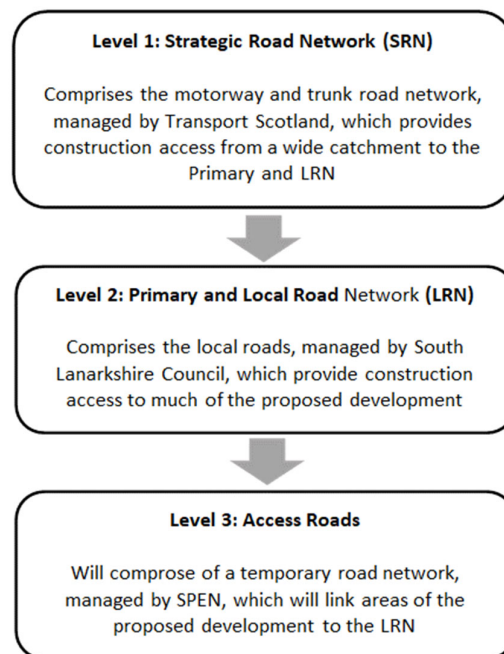 Level 1: Strategic Road Network (SRN)
Comprises the motorway and trunk road network,
managed by Transport Scotland, which provides
construction access from a wide catchment to the
Primary and LRN
Level 2: Primary and Local Road Network (LRN)
Comprises the local roads, managed by South
Lanarkshire Council, which provide construction
access to much of the proposed development
Level 3: Access Roads
Will comprose of a temporary road network,
managed by SPEN, which will link areas of the
proposed development to the LRN